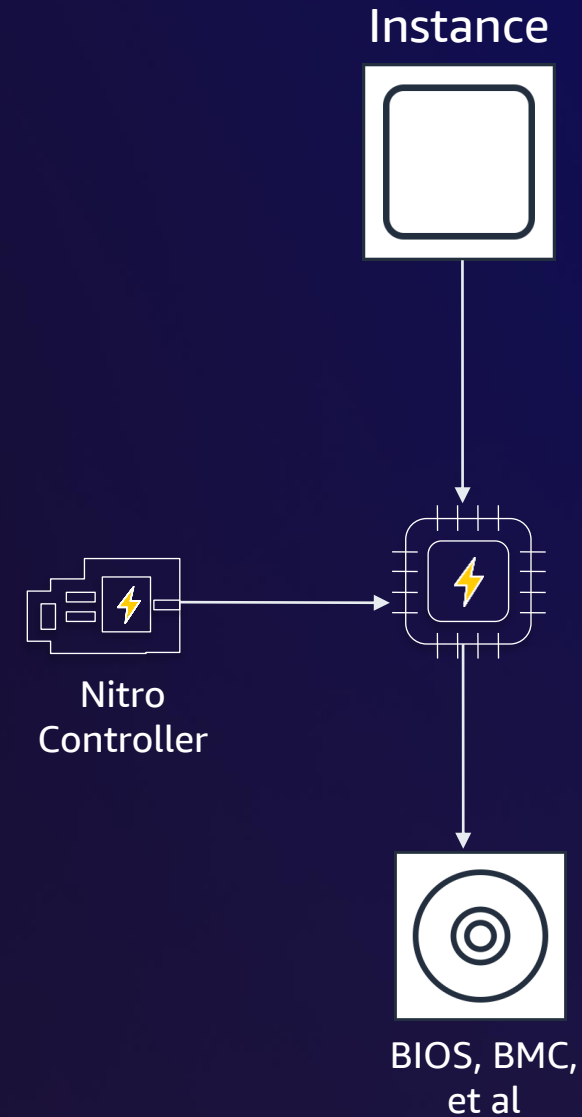 Instance
Nitro
Controller
BIOS, BMC,
et al